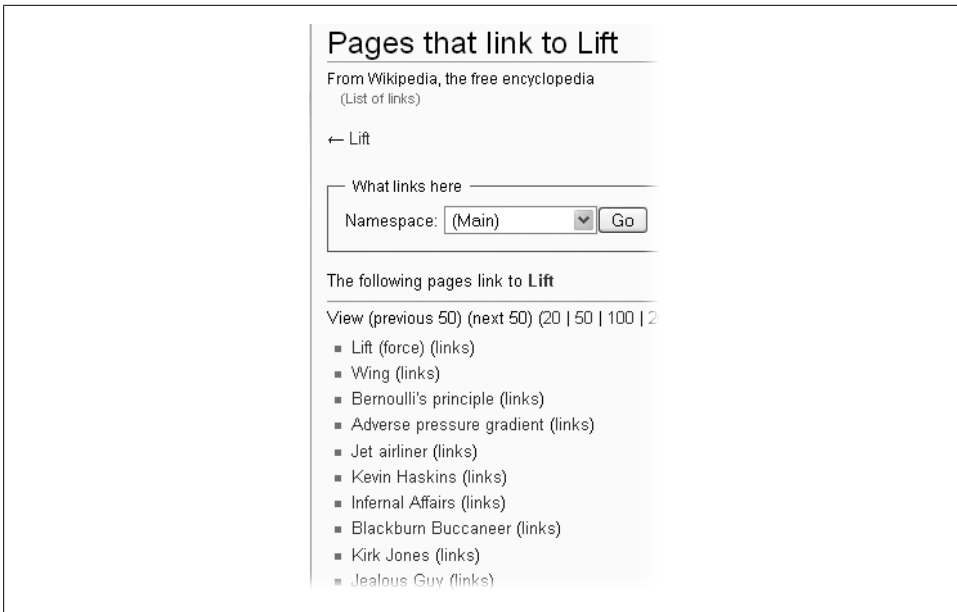 Pages that link to Lift
From Wikipedia, the free encyclopedia
(List of links)
← Lift
What links here
Namespace: (Main) Go
The following pages link to Lift
View (previous 50) (next 50) (20 | 50 | 100 |
Lift (force) (links)
Wing (links)
Bernoulli's principle (links)
Adverse pressure gradient (links)
Jet airliner (links)
Kevin Haskins (links)
Infernal Affairs (links)
Blackburn Buccaneer (links)
Kirk Jones (links)
Jealous Guy (links)